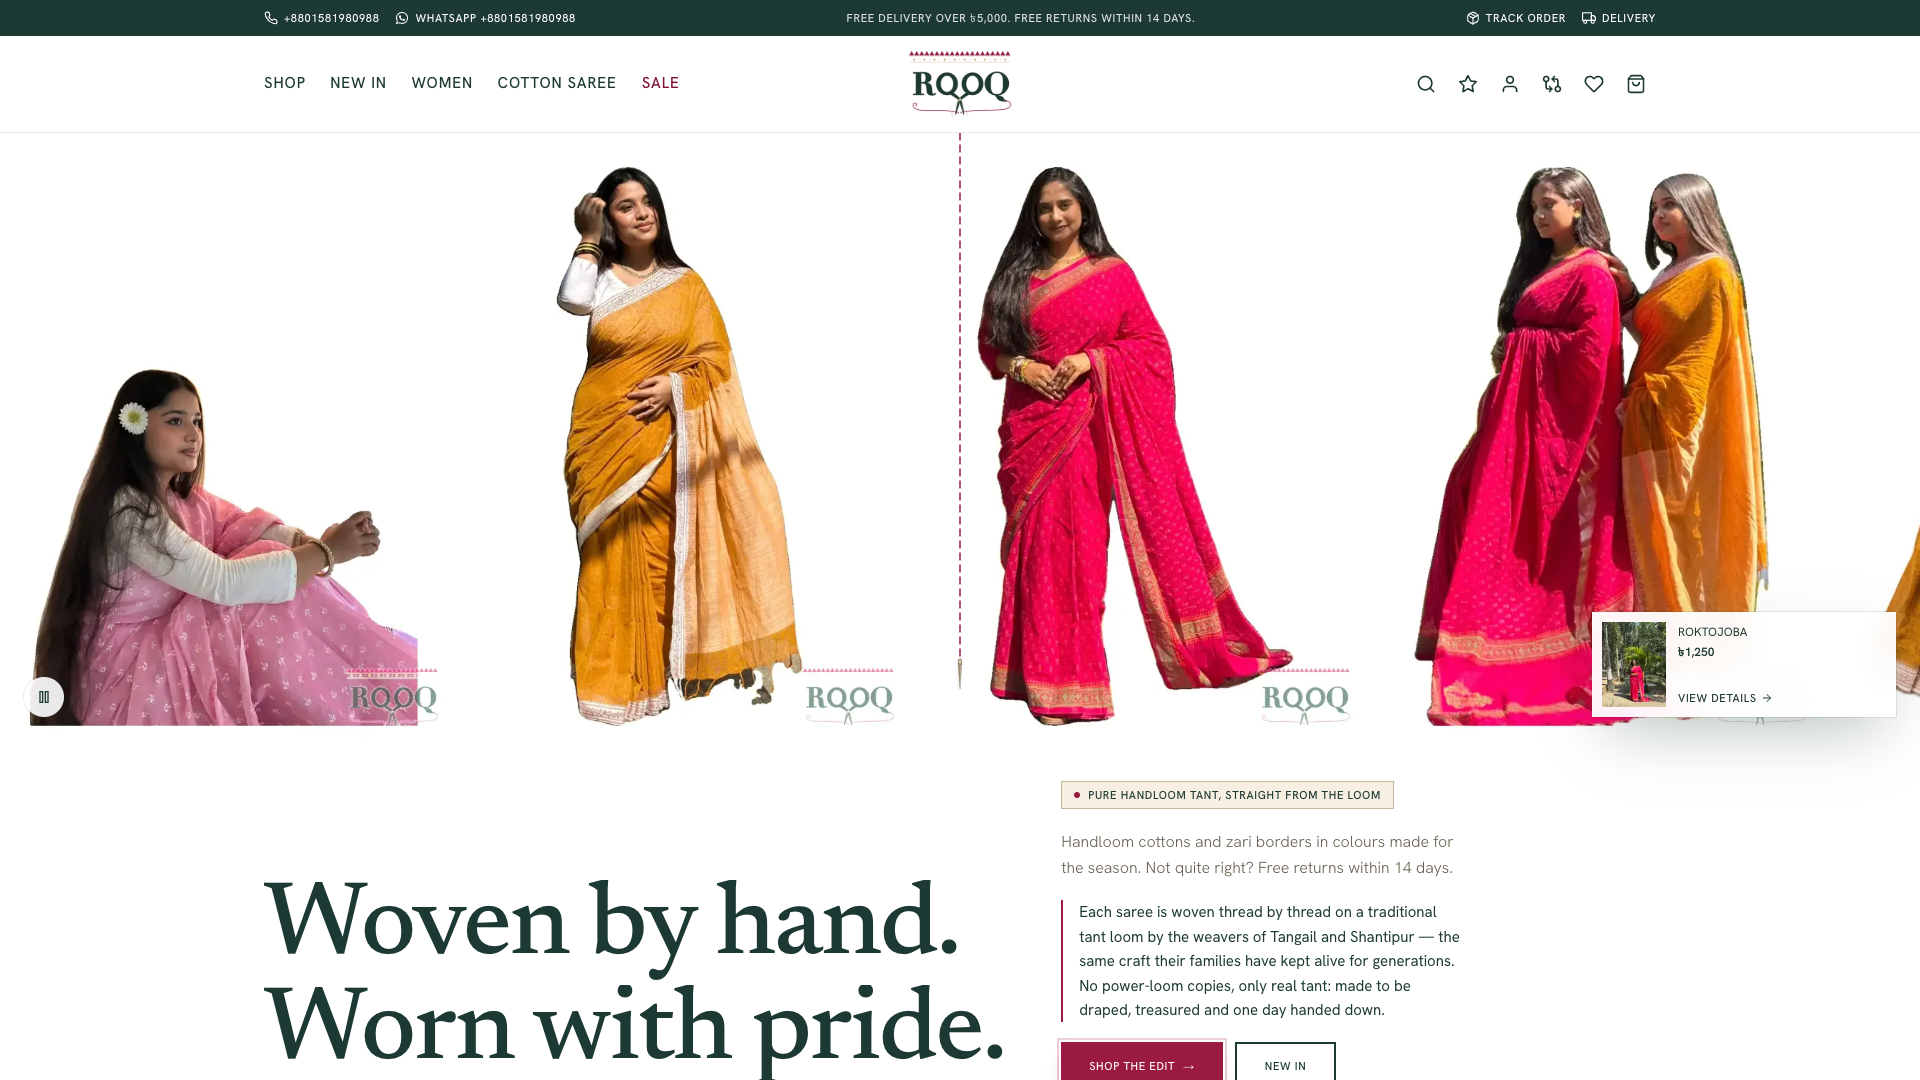 +8801581980988
WHATSAPP +8801581980988
FREE DELIVERY OVER ৳5,000. FREE RETURNS WITHIN 14 DAYS.
TRACK ORDER
DELIVERY
SHOP
NEW IN
WOMEN
COTTON SAREE
SALE
RQOQ
RQOQ
RQOQ
RQOQ
ROKTOJOBA
৳1,250
VIEW DETAILS →
PURE HANDLOOM TANT, STRAIGHT FROM THE LOOM
Handloom cottons and zari borders in colours made for
the season. Not quite right? Free returns within 14 days.
Woven by hand.
Worn with pride.
Each saree is woven thread by thread on a traditional
tant loom by the weavers of Tangail and Shantipur — the
same craft their families have kept alive for generations.
No power-loom copies, only real tant: made to be
draped, treasured and one day handed down.
SHOP THE EDIT →
NEW IN